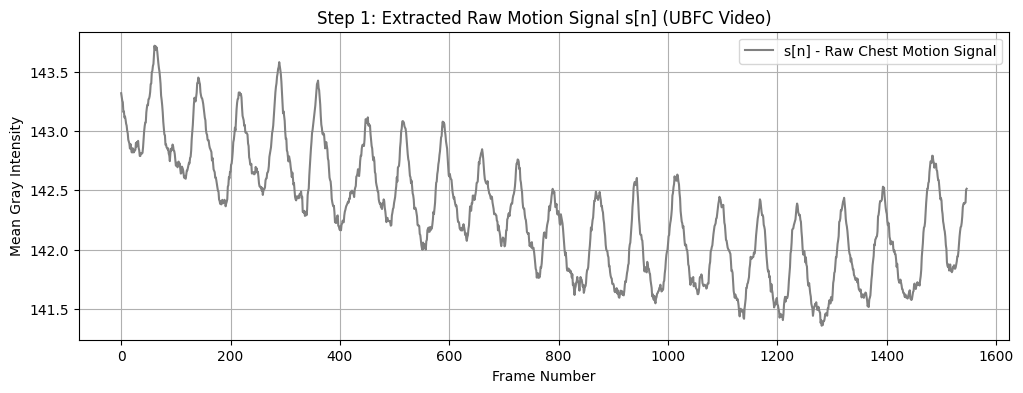 Step 1: Extracted Raw Motion Signal s[n] (UBFC Video)
s[n] - Raw Chest Motion Signal
Mean Gray Intensity
143.5
143.0
142.5
142.0
141.5
0 200 400 600 800 1000 1200 1400 1600
Frame Number